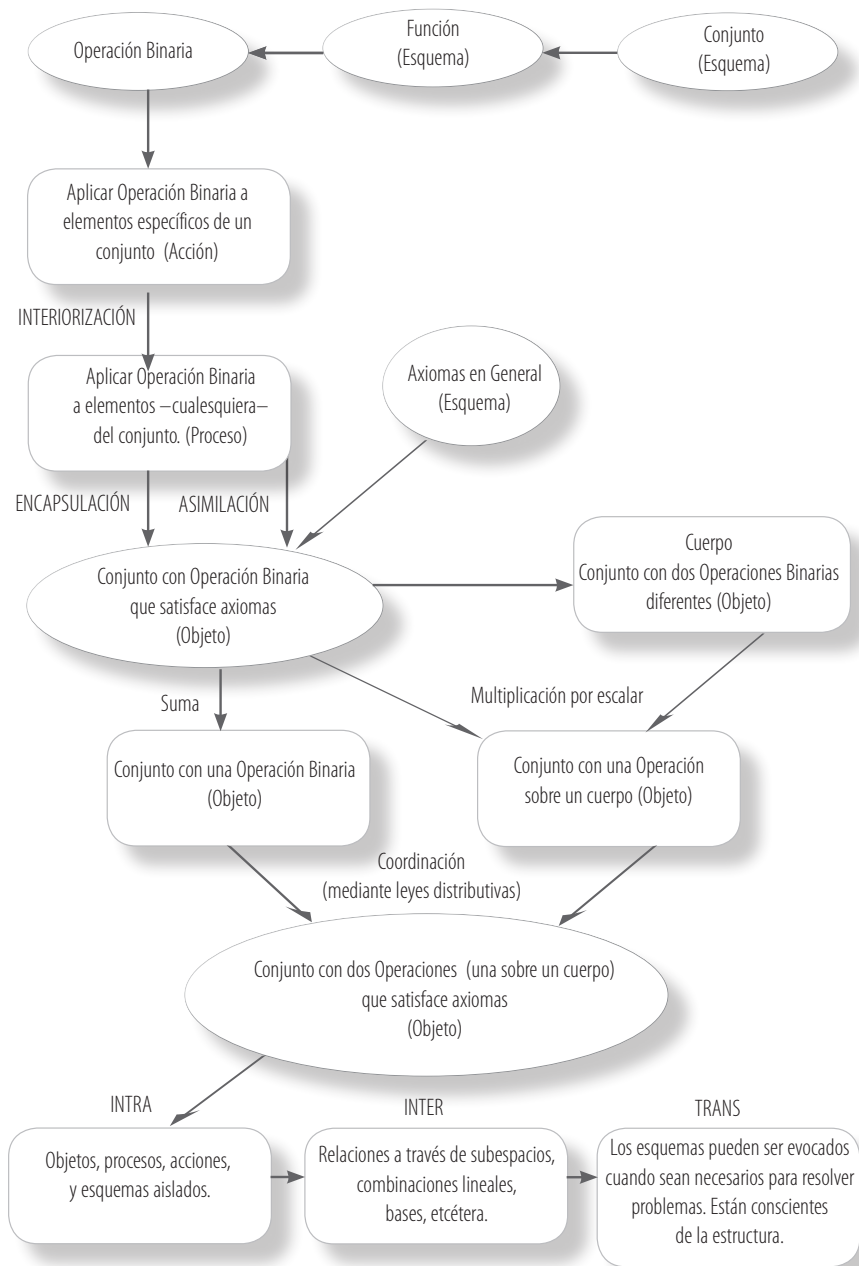 Operación Binaria
Función
(Esquema)
Conjunto
(Esquema)
Aplicar Operación Binaria a
elementos específicos de un
conjunto (Acción)
INTERIORIZACIÓN
Aplicar Operación Binaria
a elementos –cualesquiera–
del conjunto. (Proceso)
Axiomas en General
(Esquema)
ENCAPSULACIÓN
ASIMILACIÓN
Conjunto con Operación Binaria
que satisface axiomas
(Objeto)
Cuerpo
Conjunto con dos Operaciones Binarias
diferentes (Objeto)
Suma
Multiplicación por escalar
Conjunto con una Operación Binaria
(Objeto)
Conjunto con una Operación
sobre un cuerpo (Objeto)
Coordinación
(mediante leyes distributivas)
Conjunto con dos Operaciones (una sobre un cuerpo)
que satisface axiomas
(Objeto)
INTRA
INTER
TRANS
Objetos, procesos, acciones,
y esquemas aislados.
Relaciones a través de subespacios,
combinaciones lineales,
bases, etcétera.
Los esquemas pueden ser evocados
cuando sean necesarios para resolver
problemas. Están conscientes
de la estructura.